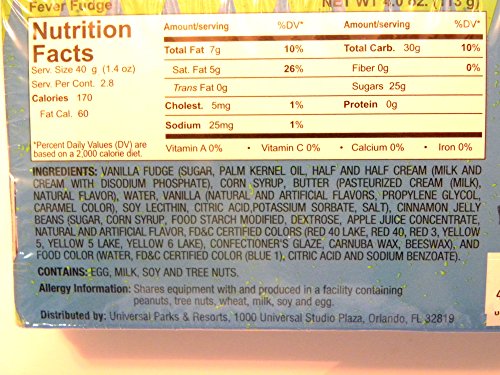 Fever Fudge NET WT 4.0 oz. (113 g)
Nutrition Facts
Serv. Size 40 g (1.4 oz)
Serv. Per Cont. 2.8
Calories 170
Fat Cal. 60
*Percent Daily Values (DV) are
based on a 2,000 calorie diet.
Amount/serving %DV* Amount/serving %DV*
Total Fat 7g 10% Total Carb. 30g 10%
Sat. Fat 5g 26% Fiber 0g 0%
Trans Fat 0g Sugars 25g
Cholest. 5mg 1% Protein 0g
Sodium 25mg 1%
Vitamin A 0% • Vitamin C 0% • Calcium 0% • Iron 0%
INGREDIENTS: VANILLA FUDGE (SUGAR, PALM KERNEL OIL, HALF AND HALF CREAM (MILK AND
CREAM WITH DISODIUM PHOSPHATE), CORN SYRUP, BUTTER (PASTEURIZED CREAM (MILK),
NATURAL FLAVOR), WATER, VANILLA (NATURAL AND ARTIFICIAL FLAVORS, PROPYLENE GLYCOL,
CARAMEL COLOR), SOY LECITHIN, CITRIC ACID,POTASSIUM SORBATE, SALT), CINNAMON JELLY
BEANS (SUGAR, CORN SYRUP, FOOD STARCH MODIFIED, DEXTROSE, APPLE JUICE CONCENTRATE,
NATURAL AND ARTIFICIAL FLAVOR, FD&C CERTIFIED COLORS (RED 40 LAKE, RED 40, RED 3, YELLOW 5,
YELLOW 5 LAKE, YELLOW 6 LAKE), CONFECTIONER'S GLAZE, CARNUBA WAX, BEESWAX), AND
FOOD COLOR (WATER, FD&C CERTIFIED COLOR (BLUE 1), CITRIC ACID AND SODIUM BENZOATE).
CONTAINS: EGG, MILK, SOY AND TREE NUTS.
Allergy Information: Shares equipment with and produced in a facility containing
peanuts, tree nuts, wheat, milk, soy and egg.
Distributed by: Universal Parks & Resorts, 1000 Universal Studio Plaza, Orlando, FL 32819